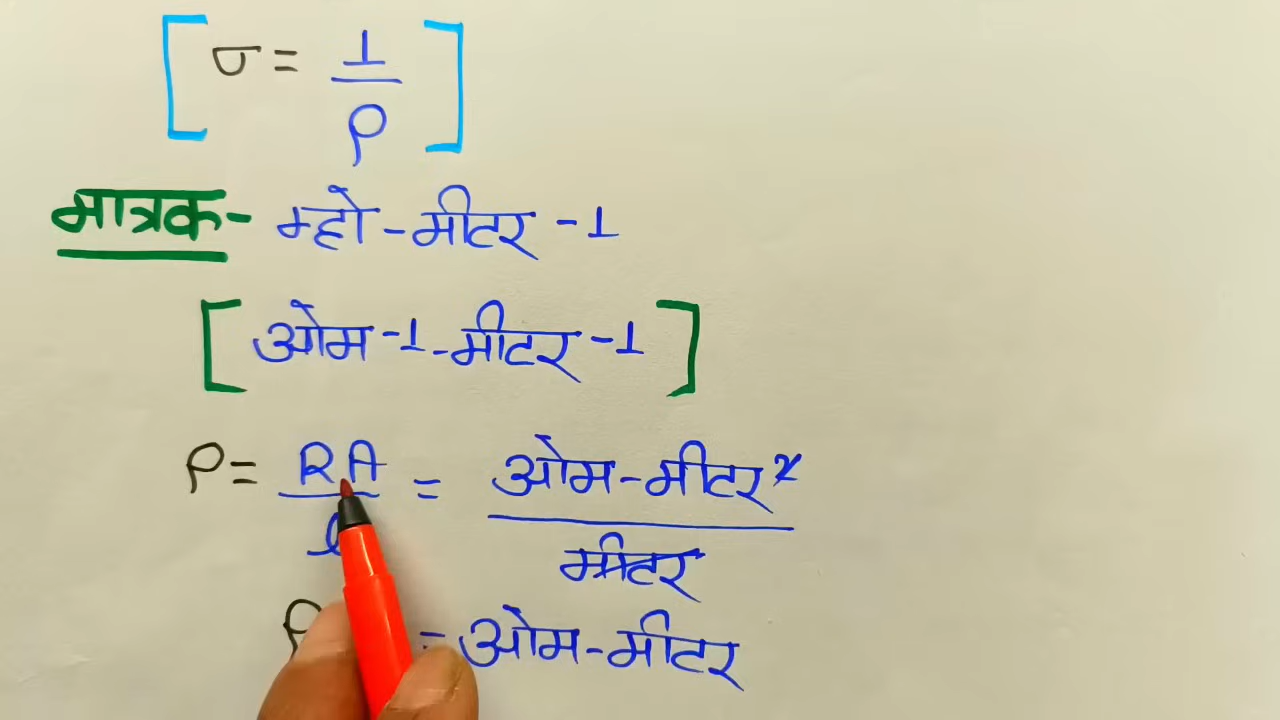 [σ = 1/ρ]
मात्रक- म्हो-मीटर -1
[ओम -1-मीटर -1]
ρ = RA/l = ओम-मीटर²/मीटर
ρ = ओम-मीटर